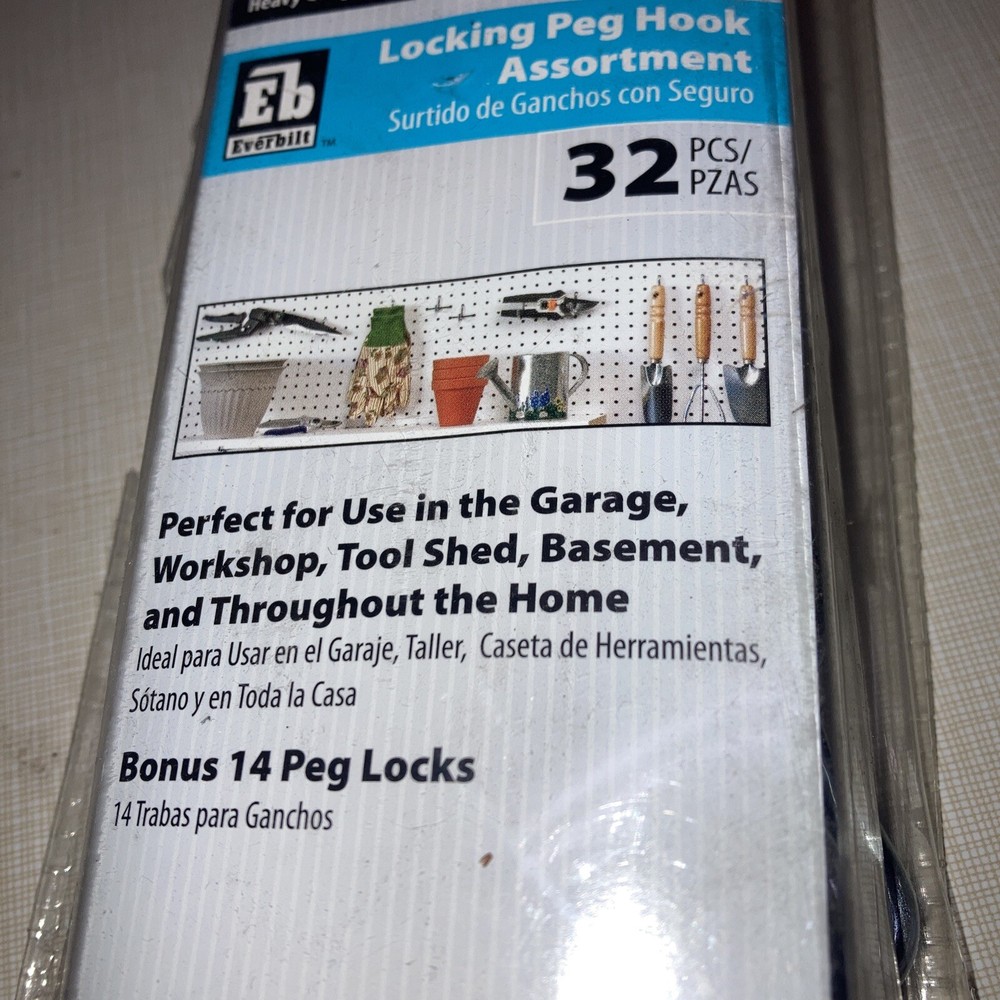 Heavy
Locking Peg Hook
Assortment
Surtido de Ganchos con Seguro
Eb
Everbilt TM
32 PCS/
PZAS
Perfect for Use in the Garage,
Workshop, Tool Shed, Basement,
and Throughout the Home
Ideal para Usar en el Garaje, Taller, Caseta de Herramientas,
Sótano y en Toda la Casa
Bonus 14 Peg Locks
14 Trabas para Ganchos